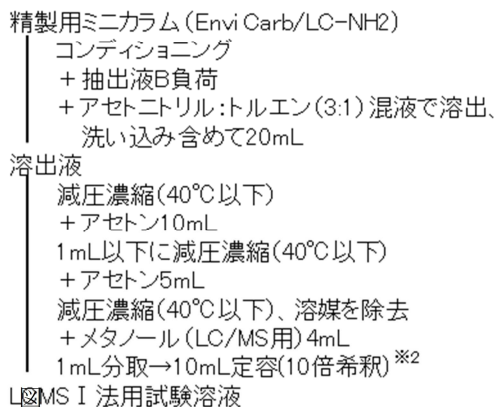 精製用ミニカラム(Envi Carb/LC-NH2)
コンディショニング
+抽出液B負荷
+アセトニトリル:トルエン(3:1)混液で溶出、
洗い込み含めて20mL
溶出液
減圧濃縮(40℃以下)
+アセトン10mL
1mL以下に減圧濃縮(40℃以下)
+アセトン5mL
減圧濃縮(40℃以下)、溶媒を除去
+メタノール(LC/MS用)4mL
1mL分取→10mL定容(10倍希釈)※2
MS I 法用試験溶液